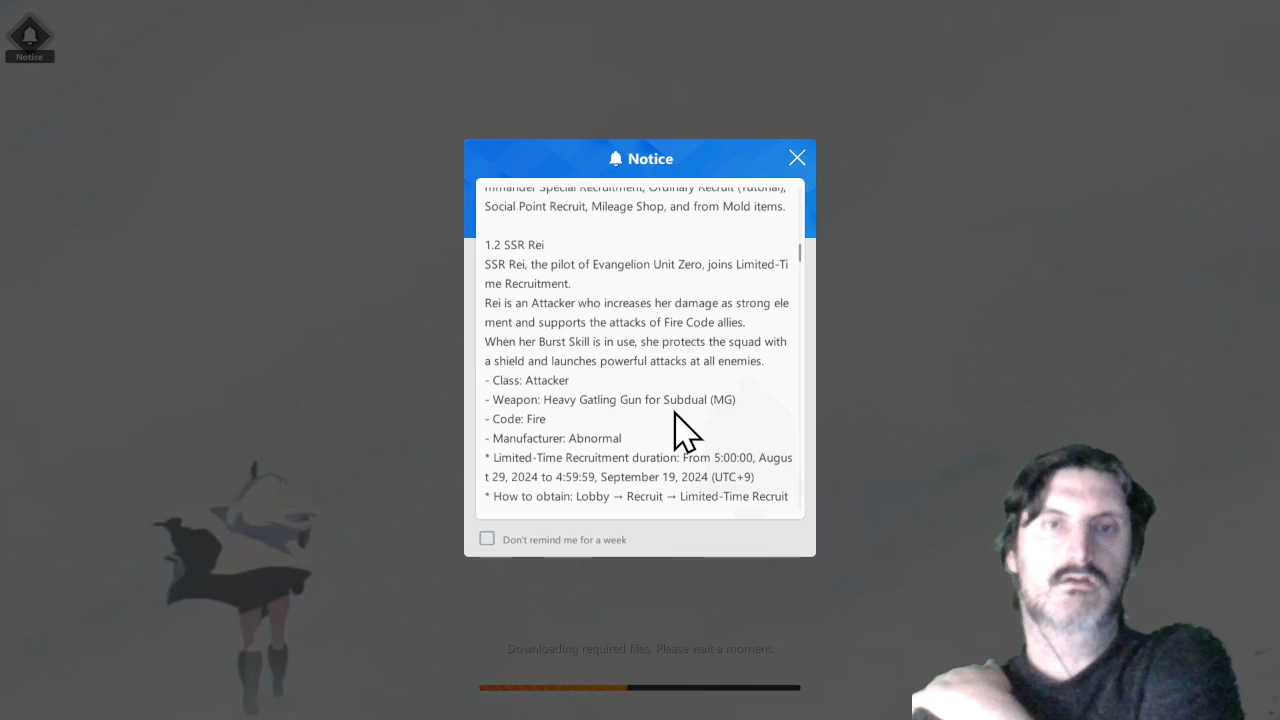 Notice
Notice
mmander Special Recruitment, Ordinary Recruit (Tutorial),
Social Point Recruit, Mileage Shop, and from Mold items.
1.2 SSR Rei
SSR Rei, the pilot of Evangelion Unit Zero, joins Limited-Ti
me Recruitment.
Rei is an Attacker who increases her damage as strong ele
ment and supports the attacks of Fire Code allies.
When her Burst Skill is in use, she protects the squad with
a shield and launches powerful attacks at all enemies.
- Class: Attacker
- Weapon: Heavy Gatling Gun for Subdual (MG)
- Code: Fire
- Manufacturer: Abnormal
* Limited-Time Recruitment duration: From 5:00:00, Augus
t 29, 2024 to 4:59:59, September 19, 2024 (UTC+9)
* How to obtain: Lobby → Recruit → Limited-Time Recruit
Don't remind me for a week
Downloading required files. Please wait a moment.